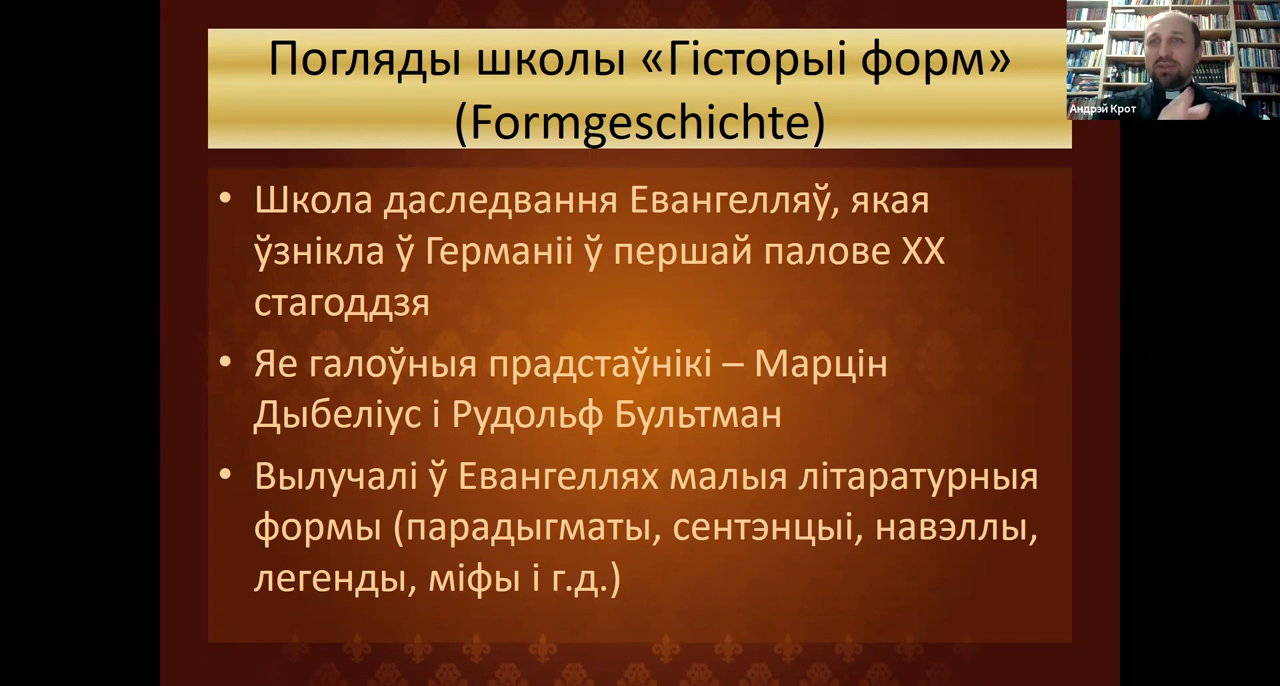 Погляды школы «Гісторыі форм»
(Formgeschichte)
Андрэй Крот
• Школа даследвання Евангелляў, якая
ўзнікла ў Германіі ў першай палове ХХ
стагоддзя
• Яе галоўныя прадстаўнікі – Марцін
Дыбеліус і Рудольф Бультман
• Вылучалі ў Евангеллях малыя літаратурныя
формы (парадыгматы, сентэнцыі, навэллы,
легенды, міфы і г.д.)